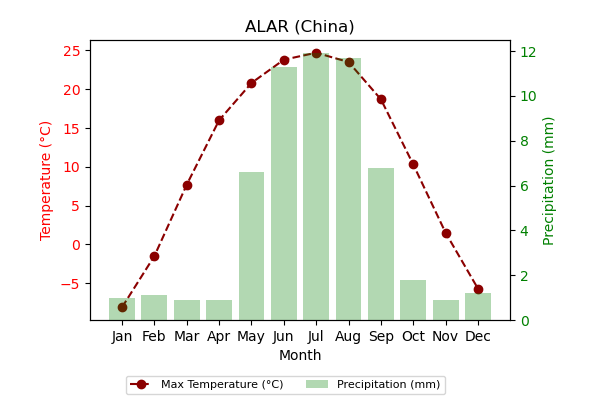 ALAR (China)
Temperature (°C)
25
20
15
10
5
0
−5
Precipitation (mm)
12
10
8
6
4
2
0
Jan Feb Mar Apr May Jun Jul Aug Sep Oct Nov Dec
Month
Max Temperature (°C) Precipitation (mm)